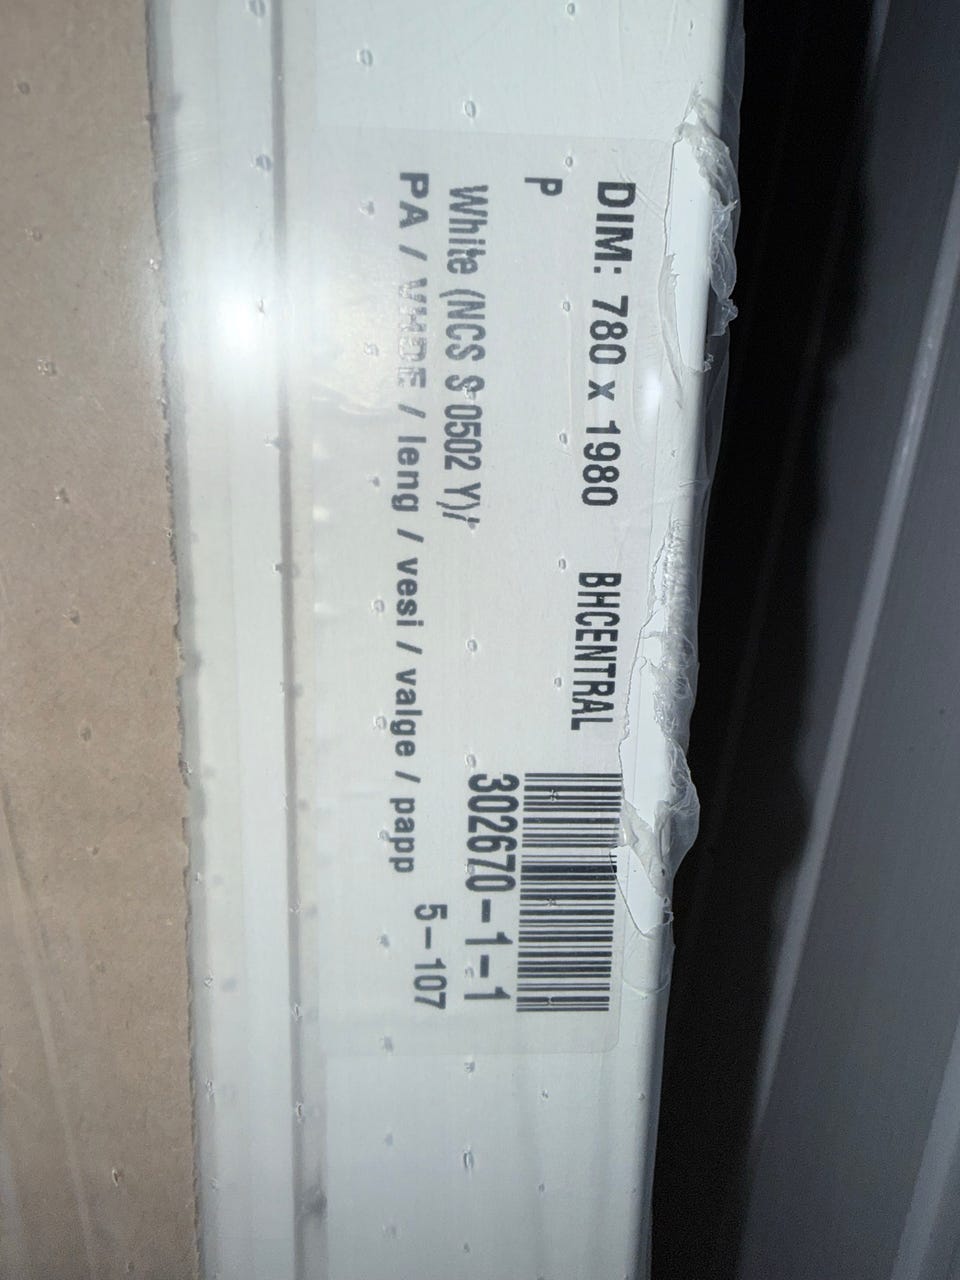 DIM: 780 x 1980 BHCENTRAL
P
302670-1-1
White (NCS S 0502 Y)/
5-107
PA / VHDE / leng / vesi / valge / papp